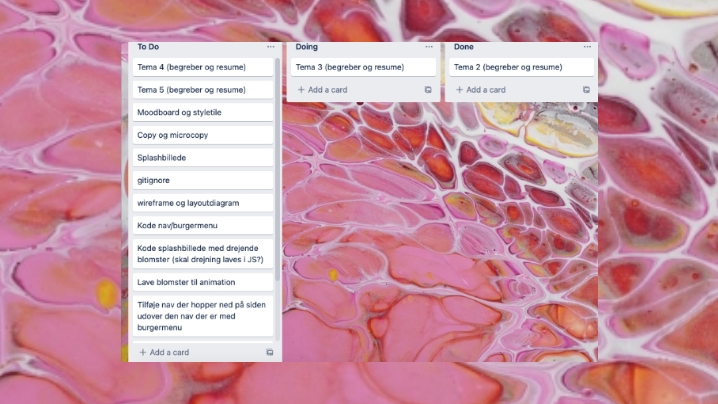 To Do
Tema 4 (begreber og resume)
Tema 5 (begreber og resume)
Moodboard og styletile
Copy og microcopy
Splashbillede
gitignore
wireframe og layoutdiagram
Kode nav/burgermenu
Kode splashbillede med drejende
blomster (skal drejning laves i JS?)
Lave blomster til animation
Tilføje nav der hopper ned på siden
udover den nav der er med
burgermenu
+ Add a card
Doing
Tema 3 (begreber og resume)
+ Add a card
Done
Tema 2 (begreber og resume)
+ Add a card